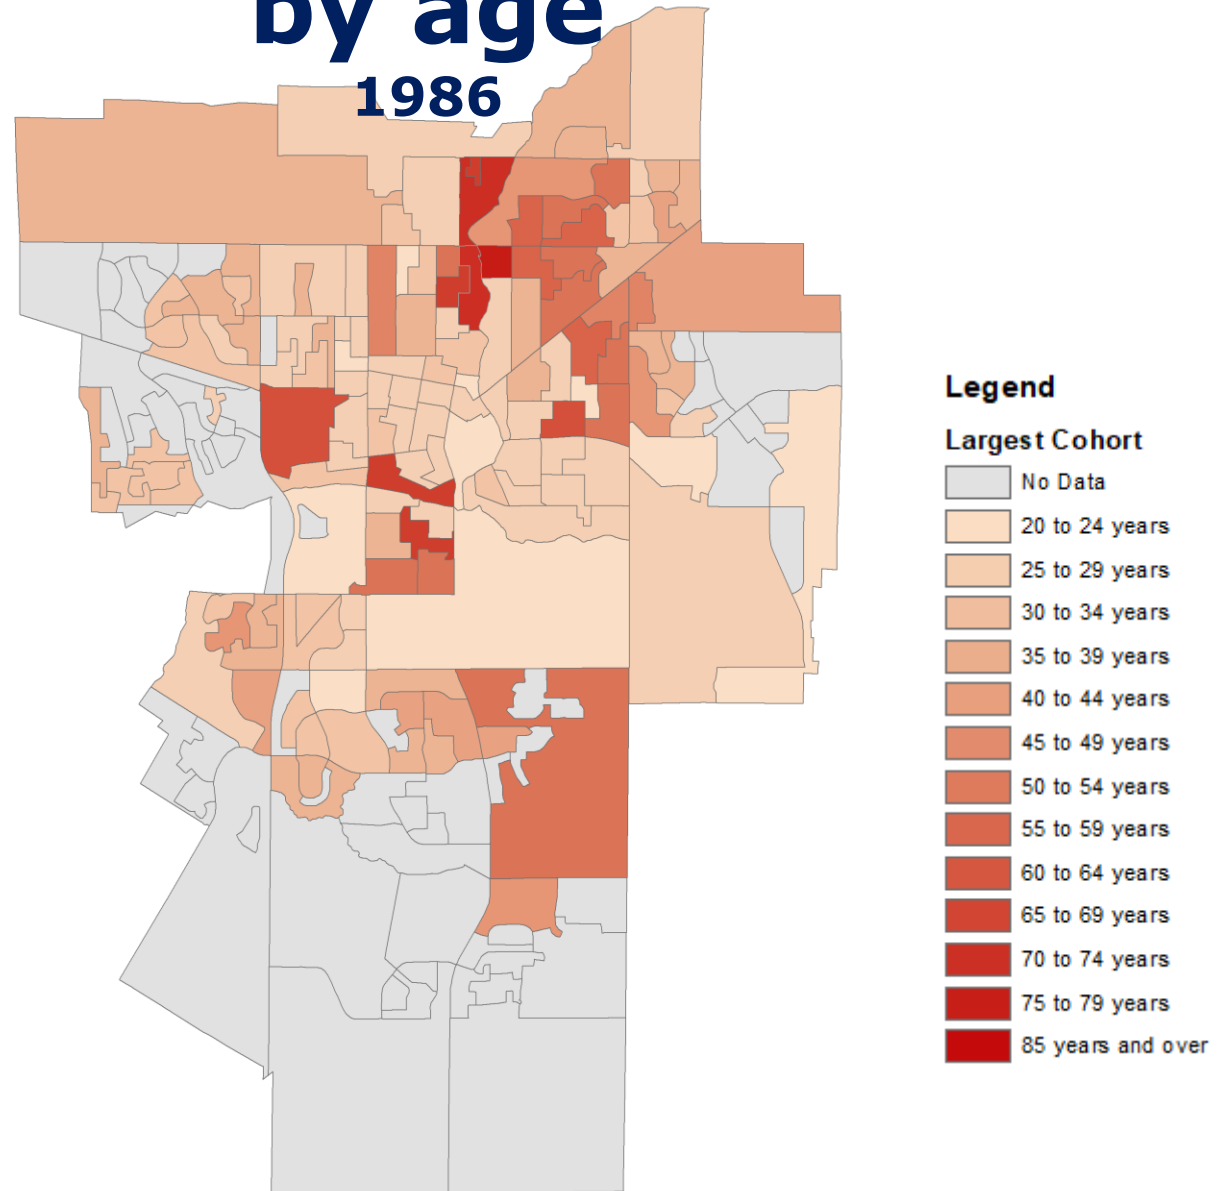 by age
1986
Legend
Largest Cohort
No Data
20 to 24 years
25 to 29 years
30 to 34 years
35 to 39 years
40 to 44 years
45 to 49 years
50 to 54 years
55 to 59 years
60 to 64 years
65 to 69 years
70 to 74 years
75 to 79 years
85 years and over